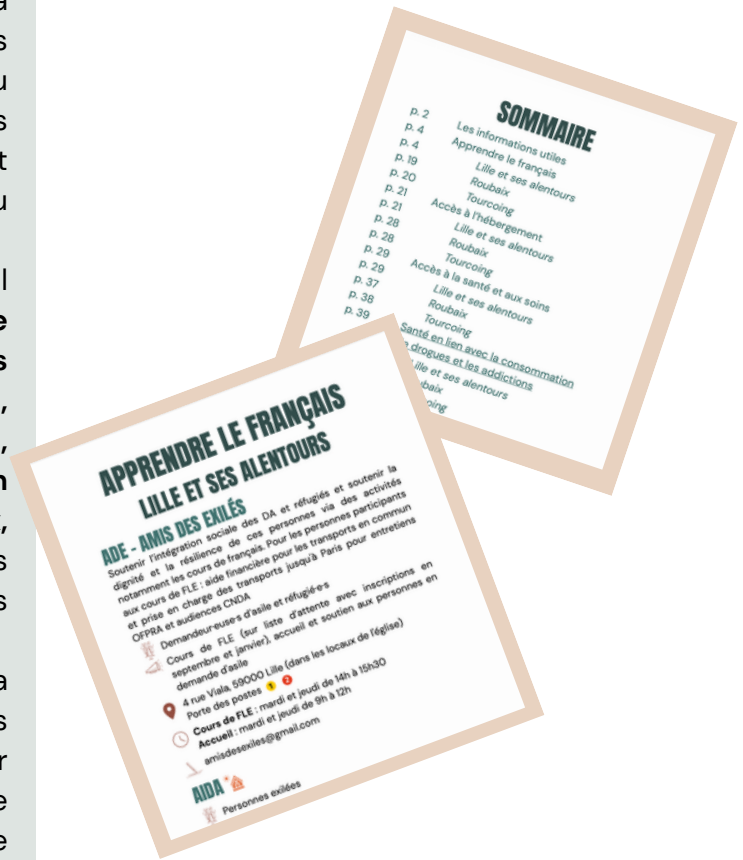 a
s
u
s
t
u
l
e
s
,
,
n
,
s
s
a
s
r
e
e
SOMMAIRE
p. 2 Les informations utiles
p. 4 Apprendre le français
p. 4 Lille et ses alentours
p. 19 Roubaix
p. 20 Tourcoing
p. 21 Accès à l'hébergement
p. 21 Lille et ses alentours
p. 28 Roubaix
p. 28 Tourcoing
p. 29 Accès à la santé et aux soins
p. 29 Lille et ses alentours
p. 37 Roubaix
p. 38 Tourcoing
p. 39 Santé en lien avec la consommation
drogues et les addictions
Lille et ses alentours
APPRENDRE LE FRANÇAIS
LILLE ET SES ALENTOURS
ADE - AMIS DES EXILÉS
Soutenir l'intégration sociale des DA et réfugiés et soutenir la
dignité et la résilience de ces personnes via des activités
notamment les cours de français. Pour les personnes participants
aux cours de FLE : aide financière pour les transports en commun
et prise en charge des transports jusqu'à Paris pour entretiens
OFPRA et audiences CNDA
Demandeur·euse·s d'asile et réfugié·e·s
Cours de FLE (sur liste d'attente avec inscriptions en
septembre et janvier), accueil et soutien aux personnes en
demande d'asile
4 rue Viala, 59000 Lille (dans les locaux de l'église)
Porte des postes 1 2
Cours de FLE : mardi et jeudi de 14h à 15h30
Accueil : mardi et jeudi de 9h à 12h
amisdesexiles@gmail.com
AIDA
Personnes exilées